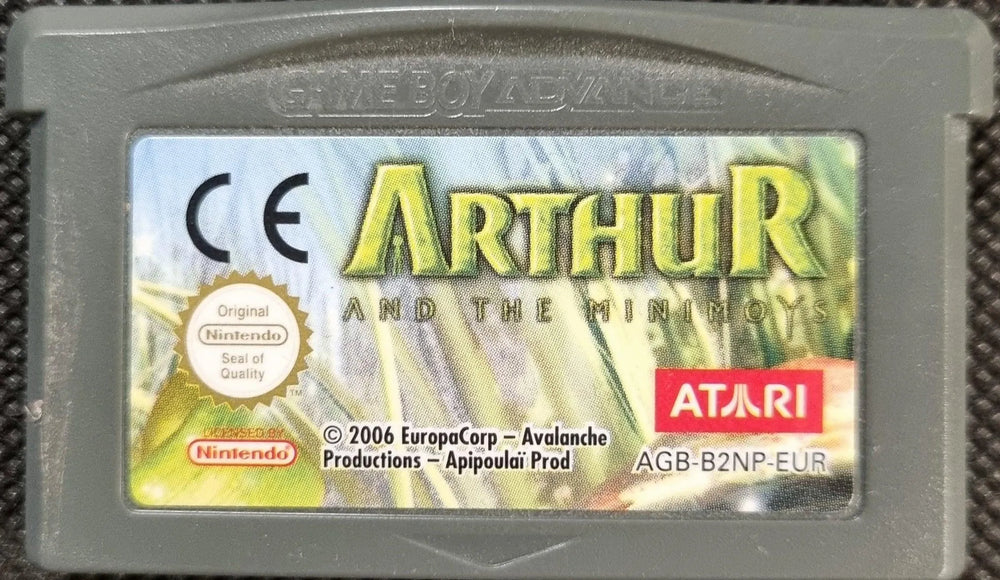 GAME BOY ADVANCE
CE
ARTHUR
AND THE MINIMOYS
Original
Nintendo
Seal of
Quality
TM
ATARI
LICENSED BY
Nintendo
© 2006 EuropaCorp – Avalanche
Productions – Apipoulaï Prod
AGB-B2NP-EUR